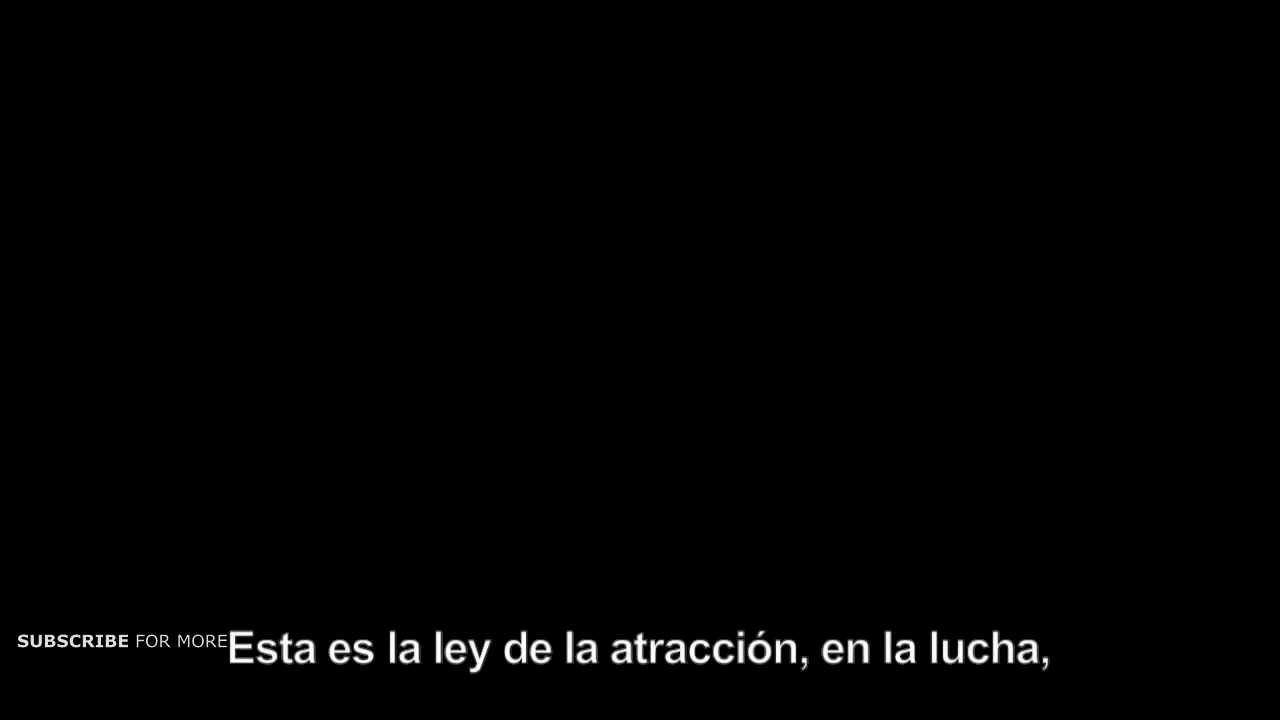 SUBSCRIBE FOR MORE
Esta es la ley de la atracción, en la lucha,